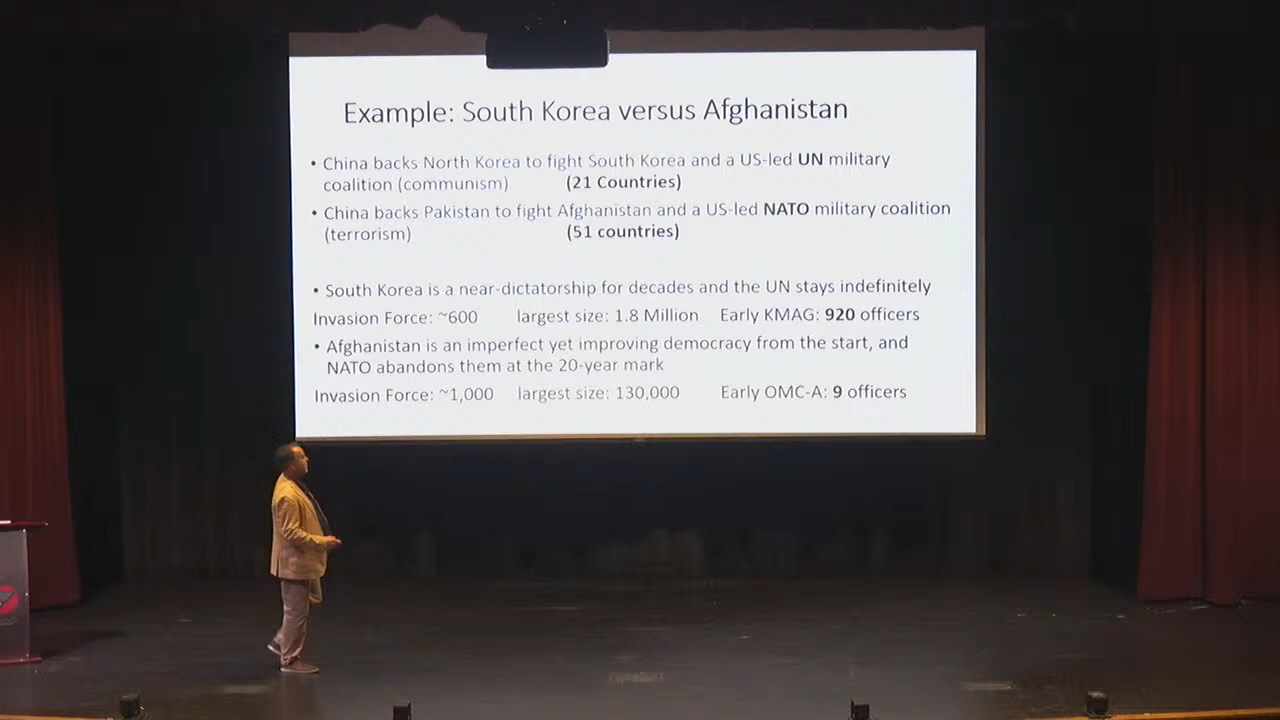 Example: South Korea versus Afghanistan
• China backs North Korea to fight South Korea and a US-led UN military
coalition (communism) (21 Countries)
• China backs Pakistan to fight Afghanistan and a US-led NATO military coalition
(terrorism) (51 countries)
• South Korea is a near-dictatorship for decades and the UN stays indefinitely
Invasion Force: ~600 largest size: 1.8 Million Early KMAG: 920 officers
• Afghanistan is an imperfect yet improving democracy from the start, and
NATO abandons them at the 20-year mark
Invasion Force: ~1,000 largest size: 130,000 Early OMC-A: 9 officers